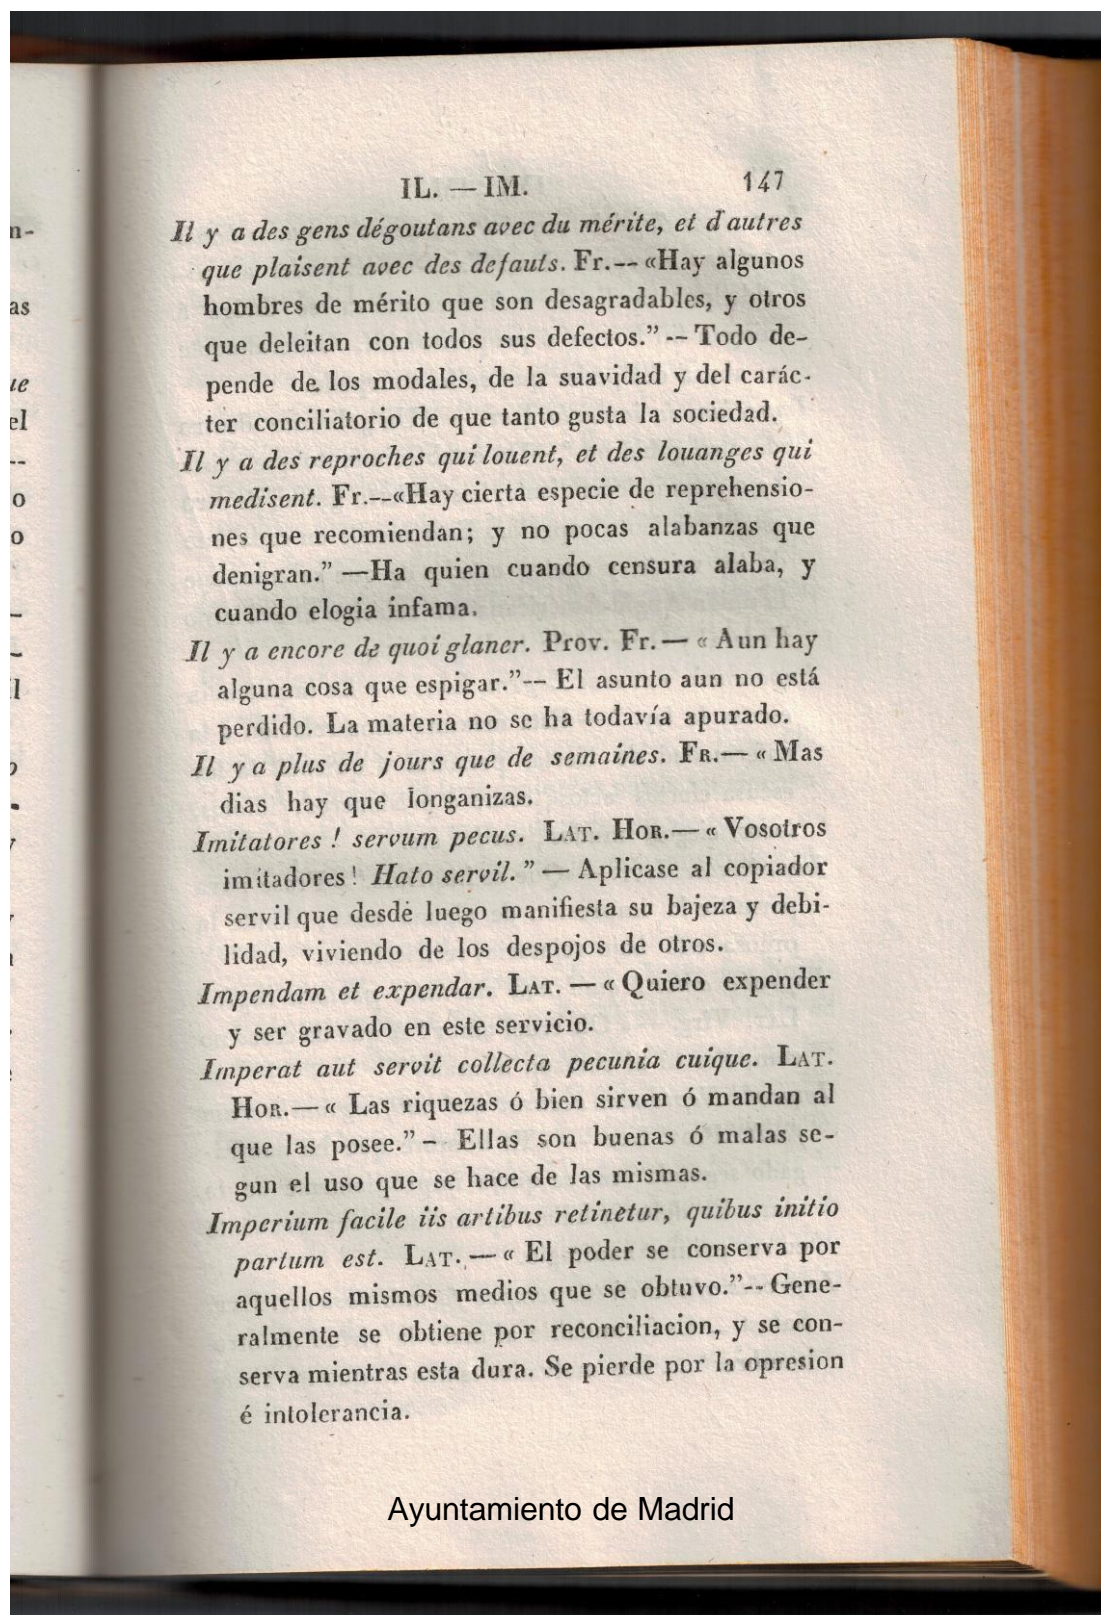 IL. — IM. 147
Il y a des gens dégoutans avec du mérite, et d'autres
que plaisent avec des defauts. Fr.-- «Hay algunos
hombres de mérito que son desagradables, y otros
que deleitan con todos sus defectos.” -- Todo de-
pende de los modales, de la suavidad y del carác-
ter conciliatorio de que tanto gusta la sociedad.
Il y a des reproches qui louent, et des louanges qui
medisent. Fr.--«Hay cierta especie de reprehensio-
nes que recomiendan; y no pocas alabanzas que
denigran.” —Ha quien cuando censura alaba, y
cuando elogia infama.
Il y a encore de quoi glaner. Prov. Fr. — « Aun hay
alguna cosa que espigar.”-- El asunto aun no está
perdido. La materia no se ha todavía apurado.
Il y a plus de jours que de semaines. FR.— « Mas
dias hay que longanizas.
Imitatores ! servum pecus. LAT. HOR.— « Vosotros
imitadores! Hato servil. ” — Aplicase al copiador
servil que desde luego manifiesta su bajeza y debi-
lidad, viviendo de los despojos de otros.
Impendam et expendar. LAT. — « Quiero expender
y ser gravado en este servicio.
Imperat aut servit collecta pecunia cuique. LAT.
HOR.— « Las riquezas ó bien sirven ó mandan al
que las posee.” – Ellas son buenas ó malas se-
gun el uso que se hace de las mismas.
Imperium facile iis artibus retinetur, quibus initio
partum est. LAT. — « El poder se conserva por
aquellos mismos medios que se obtuvo.”-- Gene-
ralmente se obtiene por reconciliacion, y se con-
serva mientras esta dura. Se pierde por la opresion
é intolerancia.
Ayuntamiento de Madrid